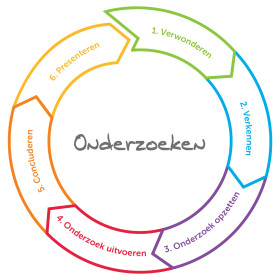 1. Verwonderen
2. Verkennen
3. Onderzoek opzetten
4. Onderzoek uitvoeren
5. Concluderen
6. Presenteren
Onderzoeken